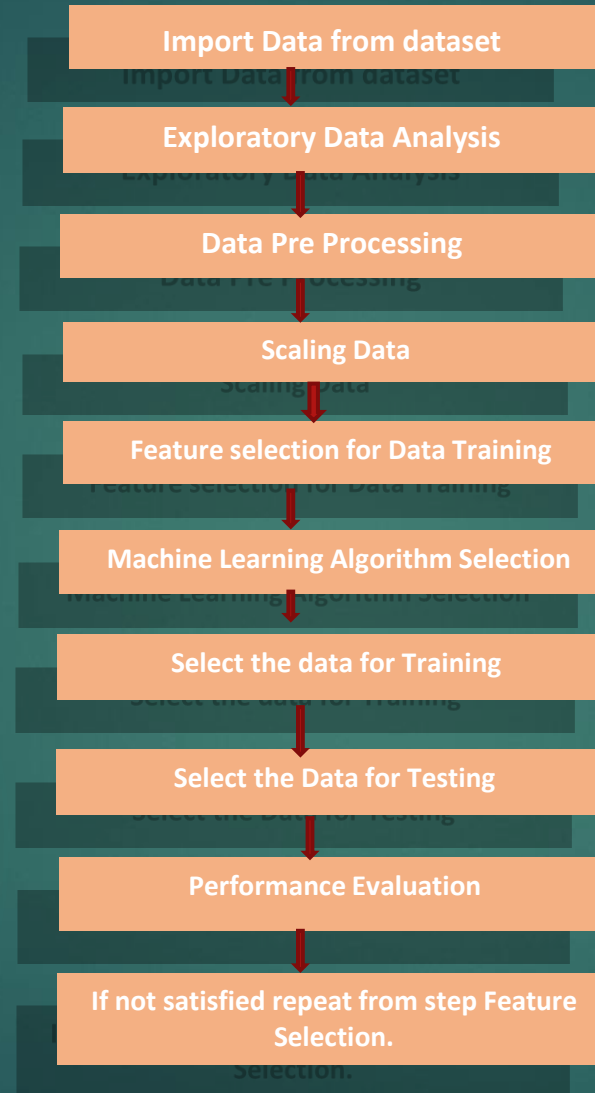 Import Data from dataset
Exploratory Data Analysis
Data Pre Processing
Scaling Data
Feature selection for Data Training
Machine Learning Algorithm Selection
Select the data for Training
Select the Data for Testing
Performance Evaluation
If not satisfied repeat from step Feature
Selection.